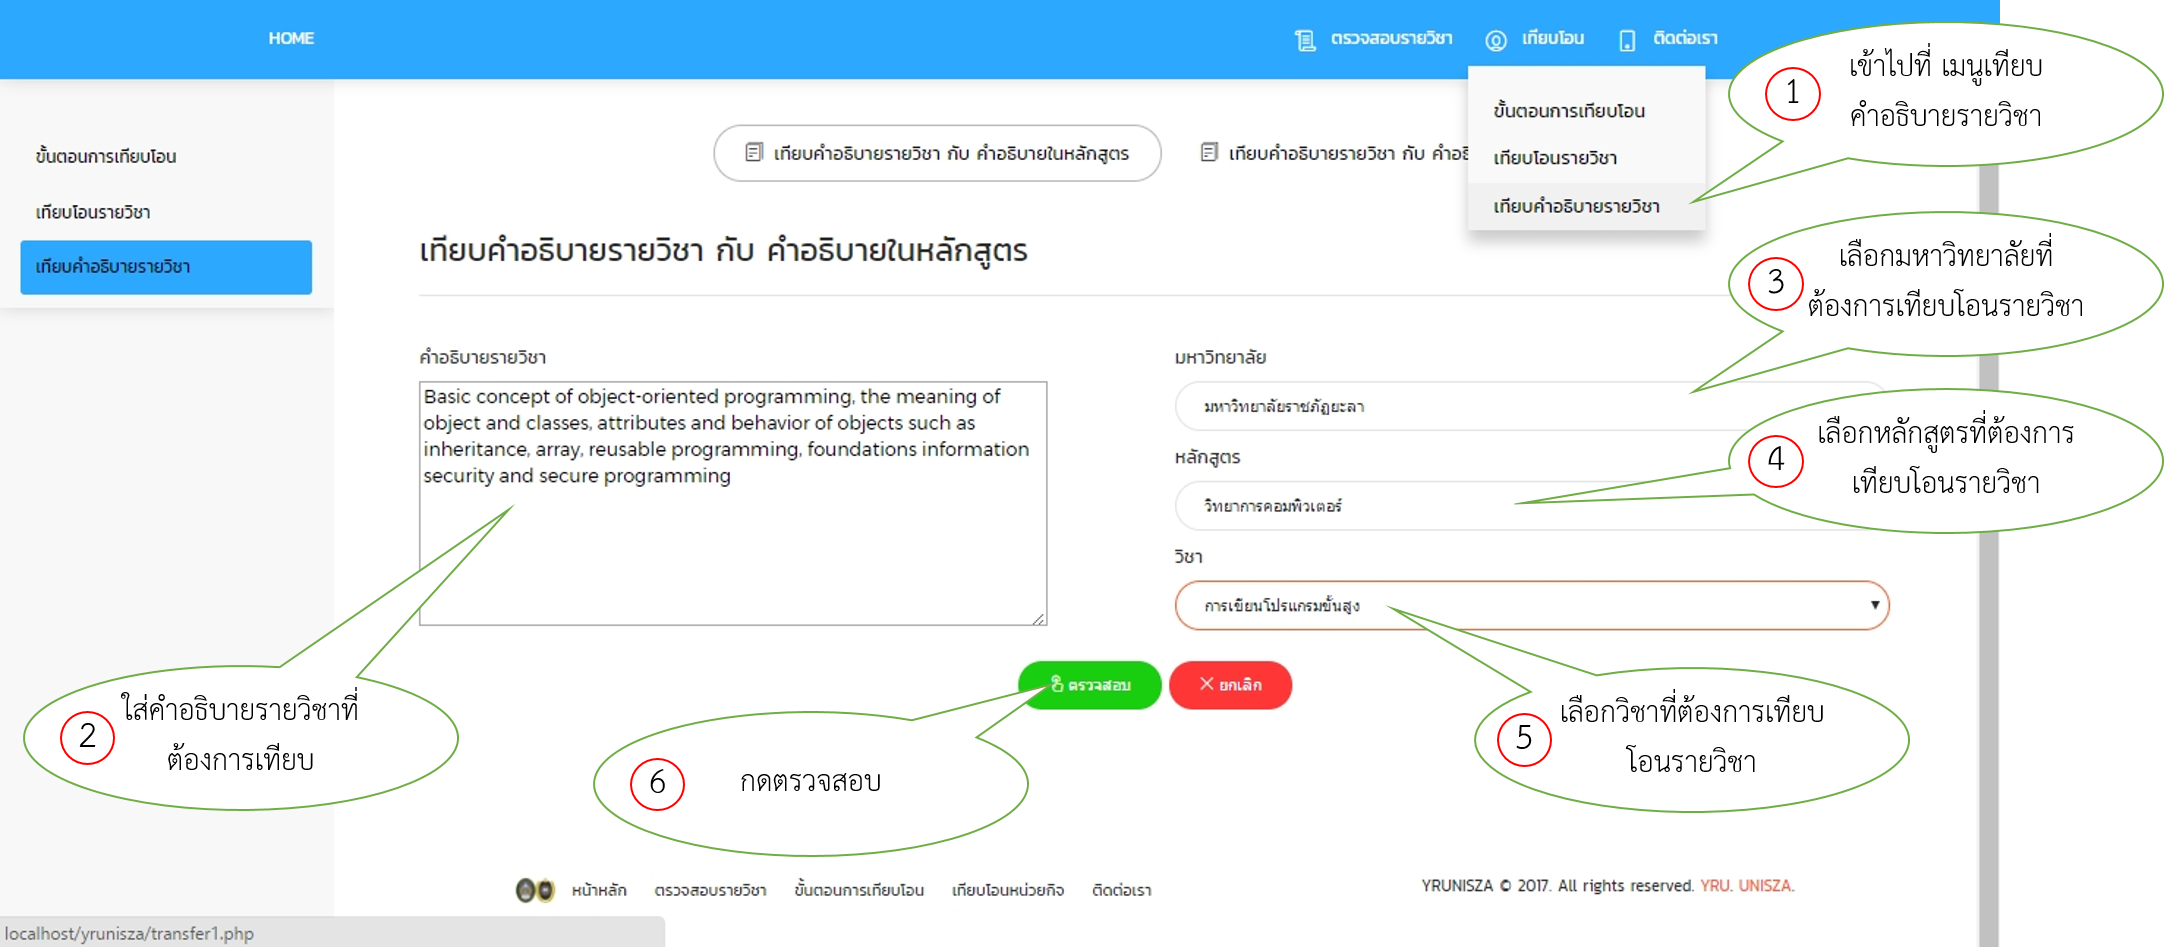 HOME
ตรวจสอบรายวิชา
เทียบโอน
ติดต่อเรา
ขั้นตอนการเทียบโอน
เทียบโอนรายวิชา
เทียบคำอธิบายรายวิชา
1
เข้าไปที่ เมนูเทียบ
คำอธิบายรายวิชา
ขั้นตอนการเทียบโอน
เทียบโอนรายวิชา
เทียบคำอธิบายรายวิชา
เทียบคำอธิบายรายวิชา กับ คำอธิบายในหลักสูตร
เทียบคำอธิบายรายวิชา กับ คำอธิ
เทียบคำอธิบายรายวิชา กับ คำอธิบายในหลักสูตร
3
เลือกมหาวิทยาลัยที่
ต้องการเทียบโอนรายวิชา
คำอธิบายรายวิชา
Basic concept of object-oriented programming, the meaning of
object and classes, attributes and behavior of objects such as
inheritance, array, reusable programming, foundations information
security and secure programming
มหาวิทยาลัย
มหาวิทยาลัยราชภัฏยะลา
หลักสูตร
วิทยาการคอมพิวเตอร์
4
เลือกหลักสูตรที่ต้องการ
เทียบโอนรายวิชา
วิชา
การเขียนโปรแกรมขั้นสูง
ตรวจสอบ
ยกเลิก
2
ใส่คำอธิบายรายวิชาที่
ต้องการเทียบ
6
กดตรวจสอบ
5
เลือกวิชาที่ต้องการเทียบ
โอนรายวิชา
หน้าหลัก ตรวจสอบรายวิชา ขั้นตอนการเทียบโอน เทียบโอนหน่วยกิจ ติดต่อเรา
YRUNISZA © 2017. All rights reserved. YRU. UNISZA.
localhost/yrunisza/transfer1.php